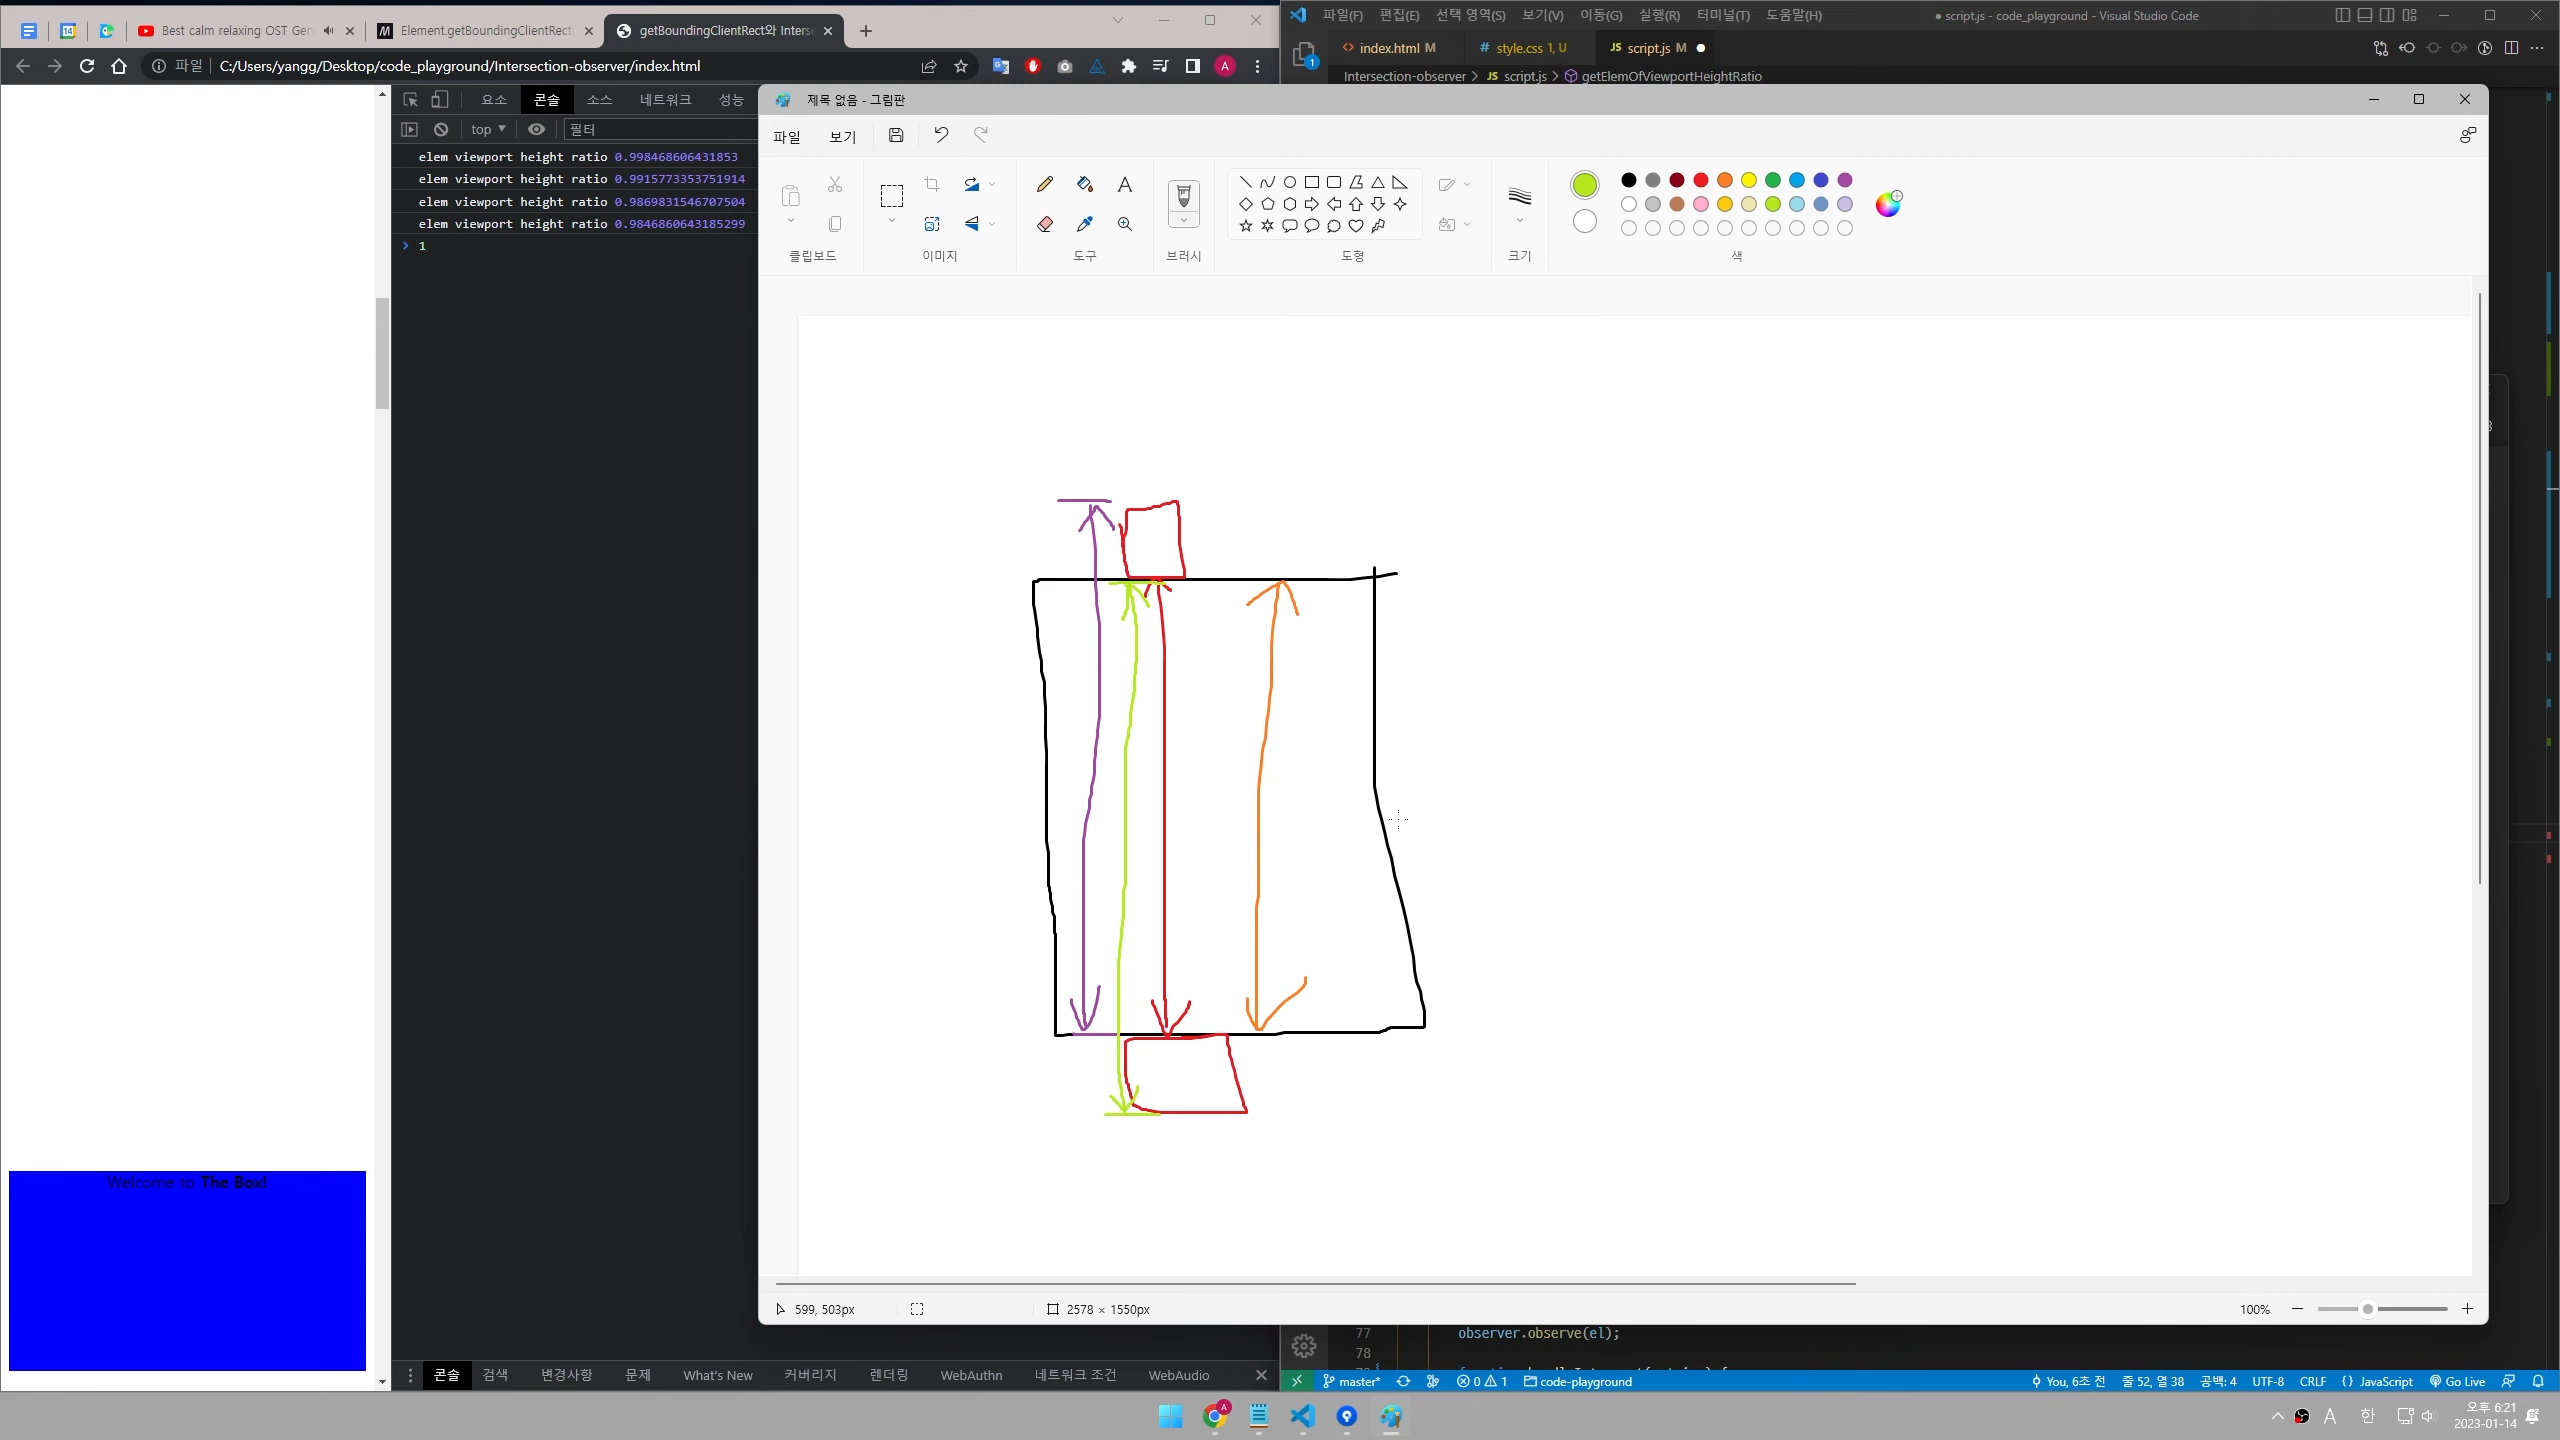 Best calm relaxing OST Gen
Element.getBoundingClientRect(
getBoundingClientRect와 Interse
파일
C:/Users/yangg/Desktop/code_playground/Intersection-observer/index.html
요소
콘솔
소스
네트워크
성능
top
필터
elem viewport height ratio 0.998468606431853
elem viewport height ratio 0.9915773353751914
elem viewport height ratio 0.9869831546707504
elem viewport height ratio 0.9846860643185299
1
Welcome to The Box!
콘솔
검색
변경사항
문제
What's New
커버리지
렌더링
WebAuthn
네트워크 조건
WebAudio
파일(F)
편집(E)
선택 영역(S)
보기(V)
이동(G)
실행(R)
터미널(T)
도움말(H)
● script.js - code_playground - Visual Studio Code
index.html M
style.css 1, U
JS script.js M
Intersection-observer > JS script.js > getElemOfViewportHeightRatio
제목 없음 - 그림판
파일
보기
클립보드
이미지
도구
브러시
도형
크기
색
599, 503px
2578 × 1550px
100%
77
observer.observe(el);
78
master*
0
1
code-playground
You, 6초 전
줄 52, 열 38
공백: 4
UTF-8
CRLF
{} JavaScript
Go Live
A
한
오후 6:21
2023-01-14